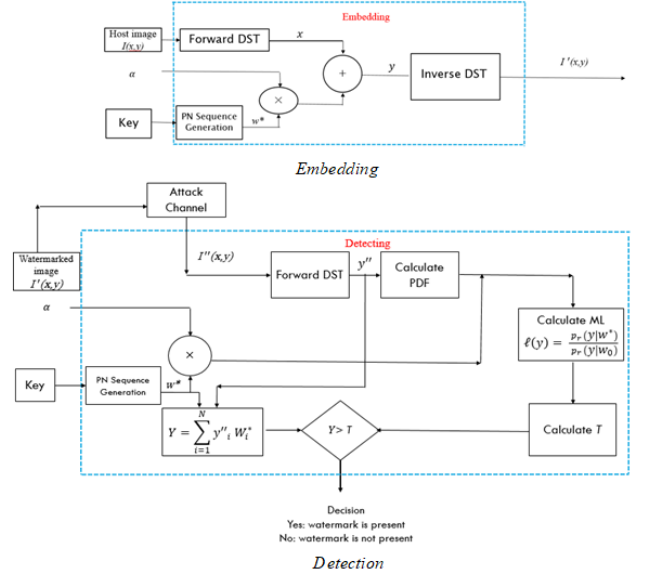 Embedding
Host image
I(x,y)
Forward DST
x
α
+
y
Inverse DST
I'(x,y)
×
Key
PN Sequence
Generation
w*
Embedding
Attack
Channel
Detecting
Watermarked
image
I'(x,y)
I''(x,y)
Forward DST
y''
Calculate
PDF
α
Calculate ML
ℓ(y) = pᵣ(y|w*) / pᵣ(y|w₀)
×
Key
PN Sequence
Generation
w*
Y = ∑_{i=1}^{N} y''ᵢ Wᵢ*
Y> T
Calculate T
Decision
Yes: watermark is present
No: watermark is not present
Detection